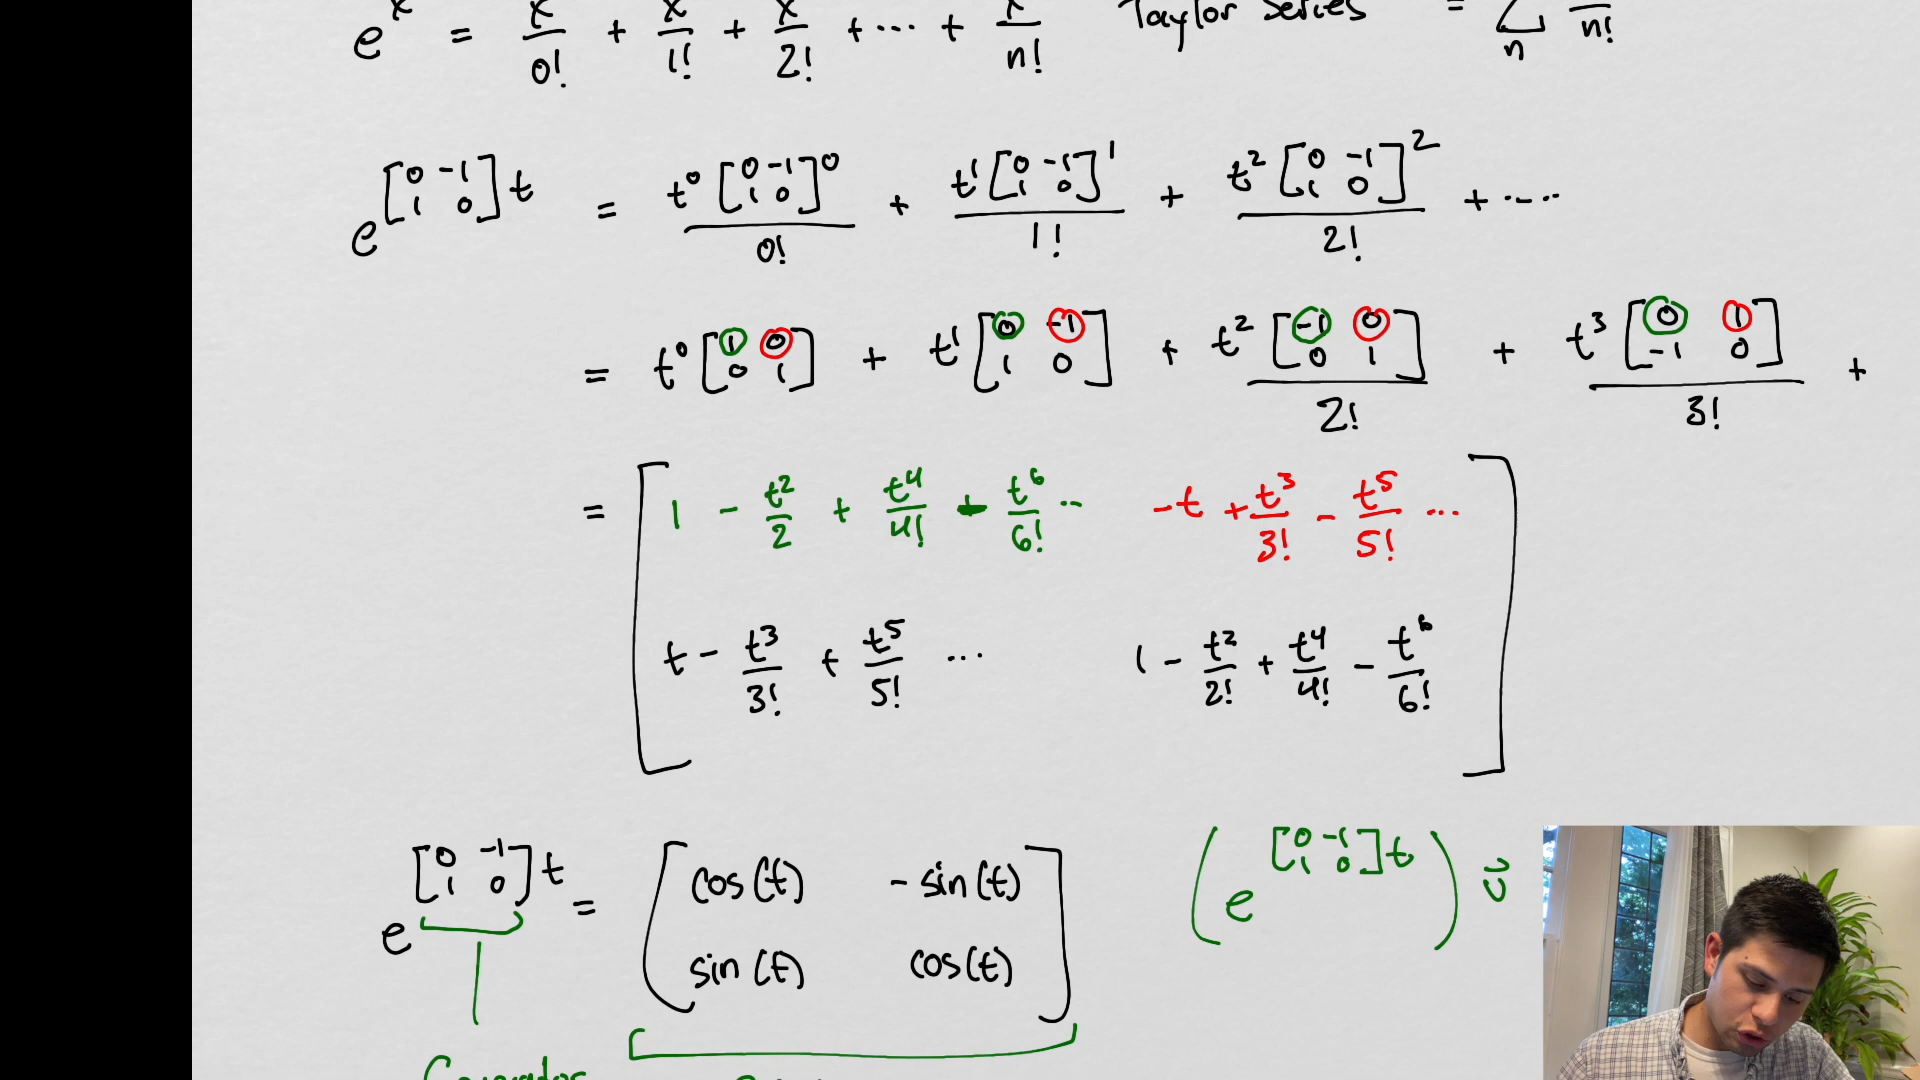 e^x = x/0! + x/1! + x/2! + ... + x/n! Taylor Series = Σ_n /n!
e^([0 -1; 1 0]t) = t^0 [0 -1; 1 0]^0 / 0! + t^1 [0 -1; 1 0]^1 / 1! + t^2 [0 -1; 1 0]^2 / 2! + ....
= t^0 [1 0; 0 1] + t^1 [0 -1; 1 0] + t^2 [-1 0; 0 1] / 2! + t^3 [0 1; -1 0] / 3! +
= [1 - t^2/2 + t^4/4! - t^6/6! .. -t + t^3/3! - t^5/5! ...
t - t^3/3! + t^5/5! ... 1 - t^2/2! + t^4/4! - t^6/6!]
e^([0 -1; 1 0]t) = [cos(t) -sin(t); sin(t) cos(t)] (e^([0 -1; 1 0]t)) v⃗
Generator